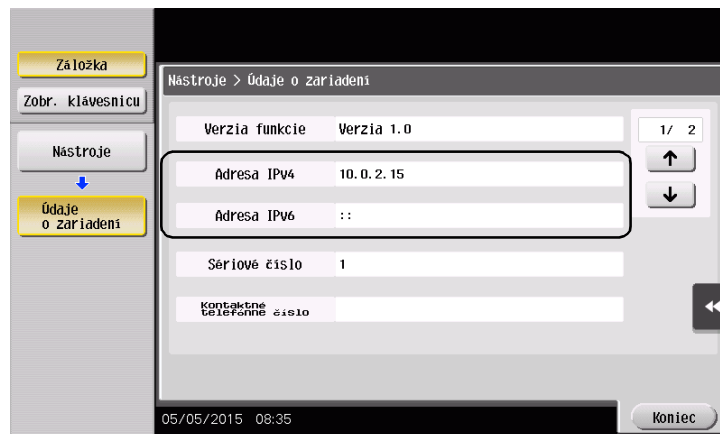 Záložka
Zobr. klávesnicu
Nástroje
Údaje
o zariadení
Nástroje > Údaje o zariadení
Verzia funkcie Verzia 1.0
1/ 2
Adresa IPv4 10.0.2.15
Adresa IPv6 ::
Sériové číslo 1
Kontaktné
telefónne číslo
05/05/2015 08:35
Koniec